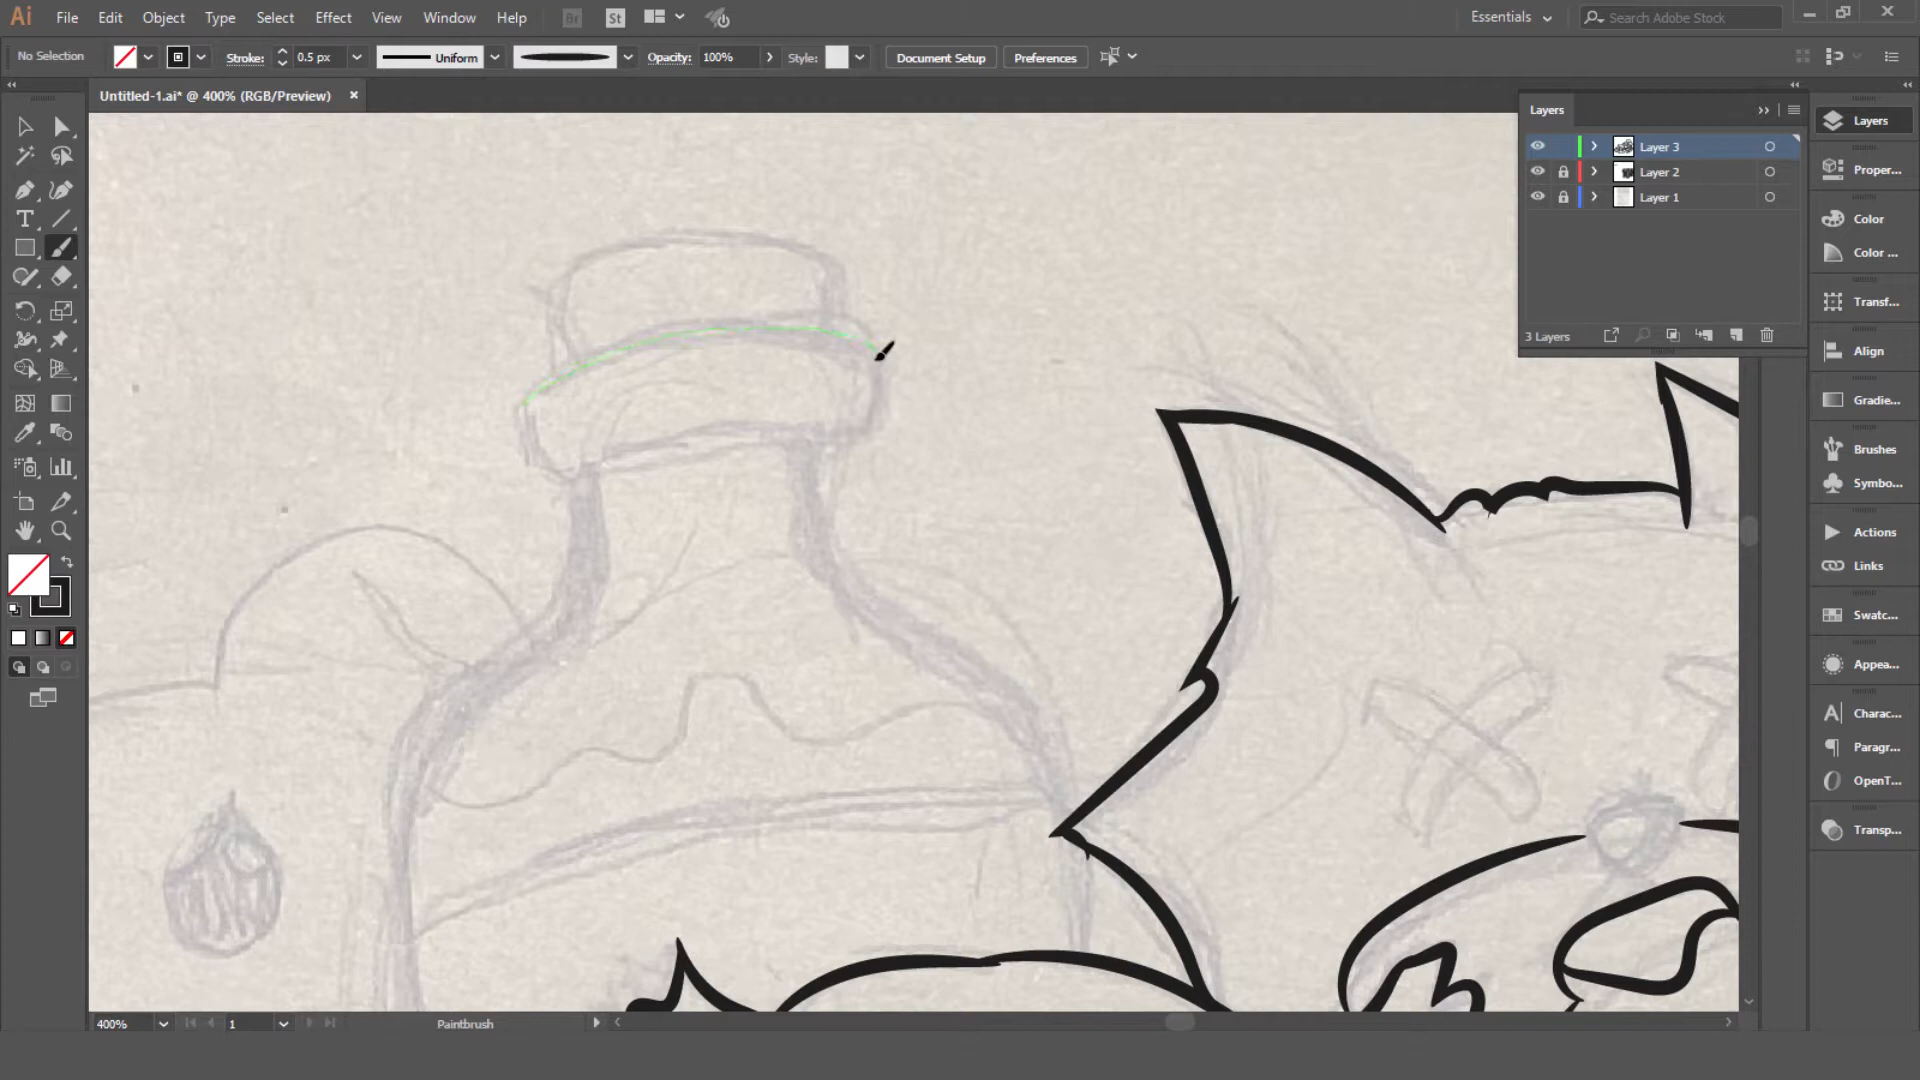 Ai File Edit Object Type Select Effect View Window Help Br St Essentials Search Adobe Stock
No Selection Stroke: 0.5 px Uniform Opacity: 100% Style: Document Setup Preferences
Untitled-1.ai* @ 400% (RGB/Preview)
Layers
Layer 3
Layer 2
Layer 1
3 Layers
Layers
Proper...
Color
Color ...
Transf...
Align
Gradie...
Brushes
Symbo...
Actions
Links
Swatc...
Appea...
Charac...
Paragr...
OpenT...
Transp...
400% 1 Paintbrush